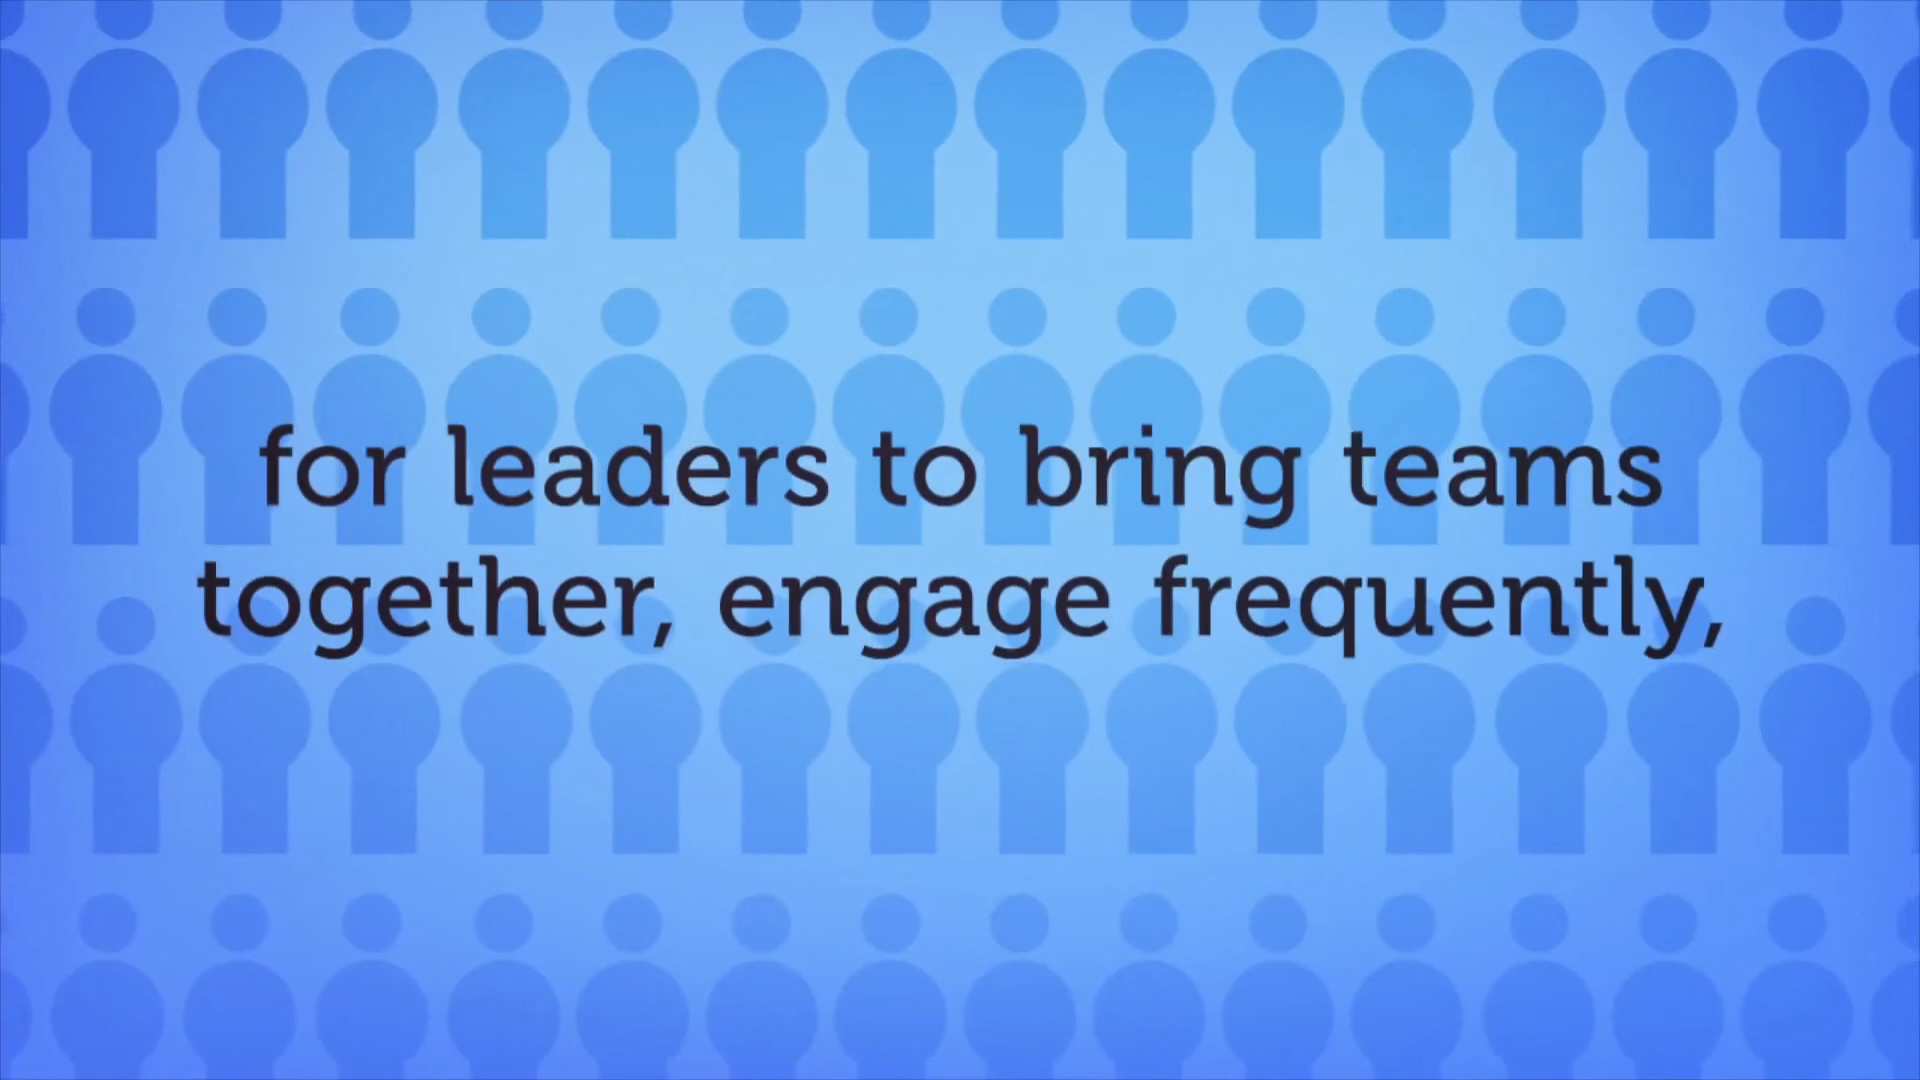 for leaders to bring teams
together, engage frequently,